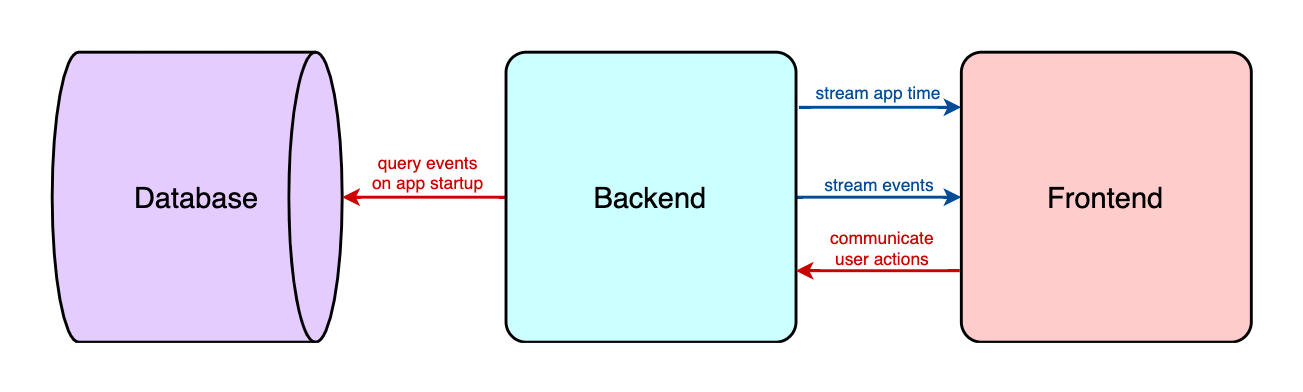 Database
query events
on app startup
Backend
stream app time
stream events
communicate
user actions
Frontend